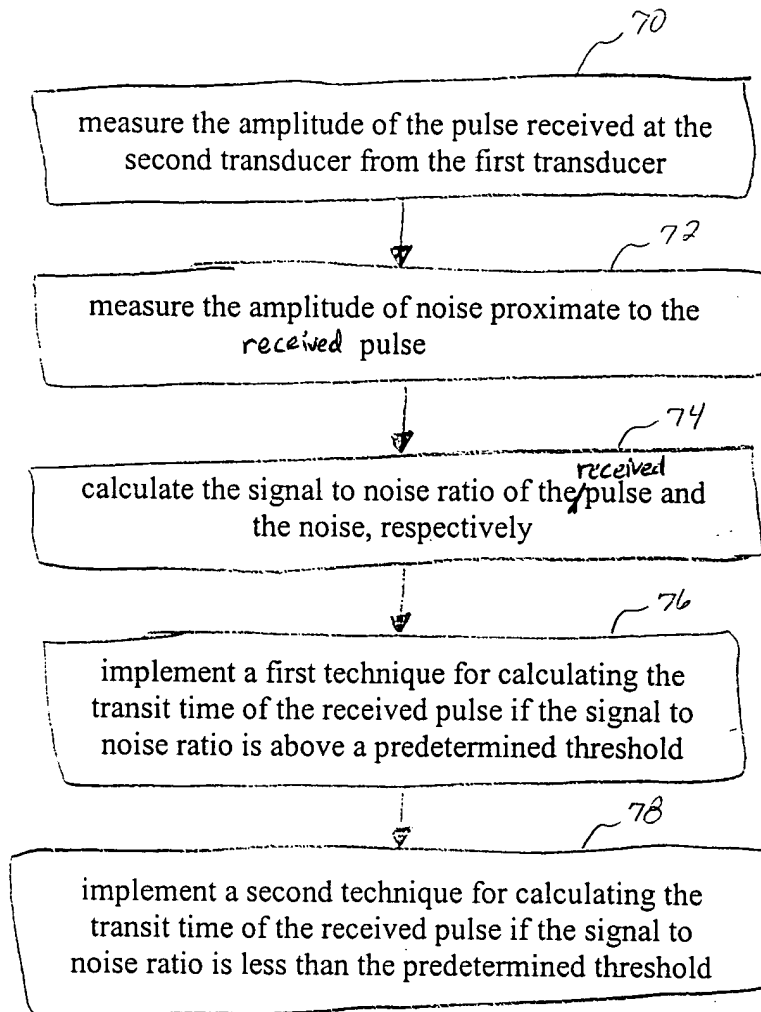 70
measure the amplitude of the pulse received at the
second transducer from the first transducer
72
measure the amplitude of noise proximate to the
received pulse
74
received
calculate the signal to noise ratio of the pulse and
the noise, respectively
76
implement a first technique for calculating the
transit time of the received pulse if the signal to
noise ratio is above a predetermined threshold
78
implement a second technique for calculating the
transit time of the received pulse if the signal to
noise ratio is less than the predetermined threshold